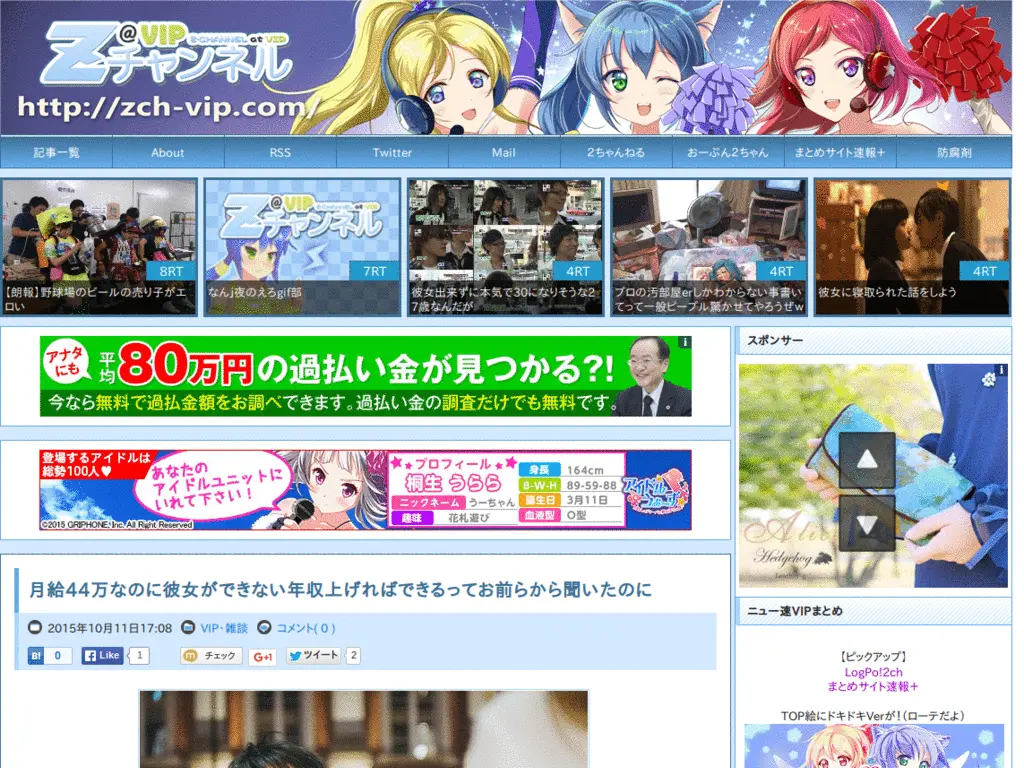 Z@VIP Z-CHANNEL at VIP
チャンネル
http://zch-vip.com/
記事一覧
About
RSS
Twitter
Mail
2ちゃんねる
おーぷん2ちゃん
まとめサイト速報+
防腐剤
8RT
【朗報】野球場のビールの売り子がエ
ロい
Z@VIP
チャンネル
7RT
なんj夜のえろgif部
4RT
彼女出来ずに本気で30になりそうな2
7歳なんだが
4RT
プロの汚部屋erしかわからない事書い
てって一般ピープル驚かせてやろうぜw
4RT
彼女に寝取られた話をしよう
アナタ
にも
平均80万円の過払い金が見つかる?!
今なら無料で過払金額をお調べできます。過払い金の調査だけでも無料です。
登場するアイドルは
総勢100人♥
あなたの
アイドルユニットに
いれて下さい!
©2015 GRIPHONE, Inc. All Right Reserved
プロフィール
桐生 うらら
ニックネーム うーちゃん
趣味 花札遊び
身長 164cm
B-W-H 89-59-88
誕生日 3月11日
血液型 O型
スポンサー
Hedgehog
月給44万なのに彼女ができない年収上げればできるってお前らから聞いたのに
2015年10月11日17:08 VIP・雑談 コメント( 0 )
B! 0 Like 1 チェック G+1 ツイート 2
ニュー速VIPまとめ
【ピックアップ】
LogPo!2ch
まとめサイト速報+
TOP絵にドキドキVerが!(ローテだよ)